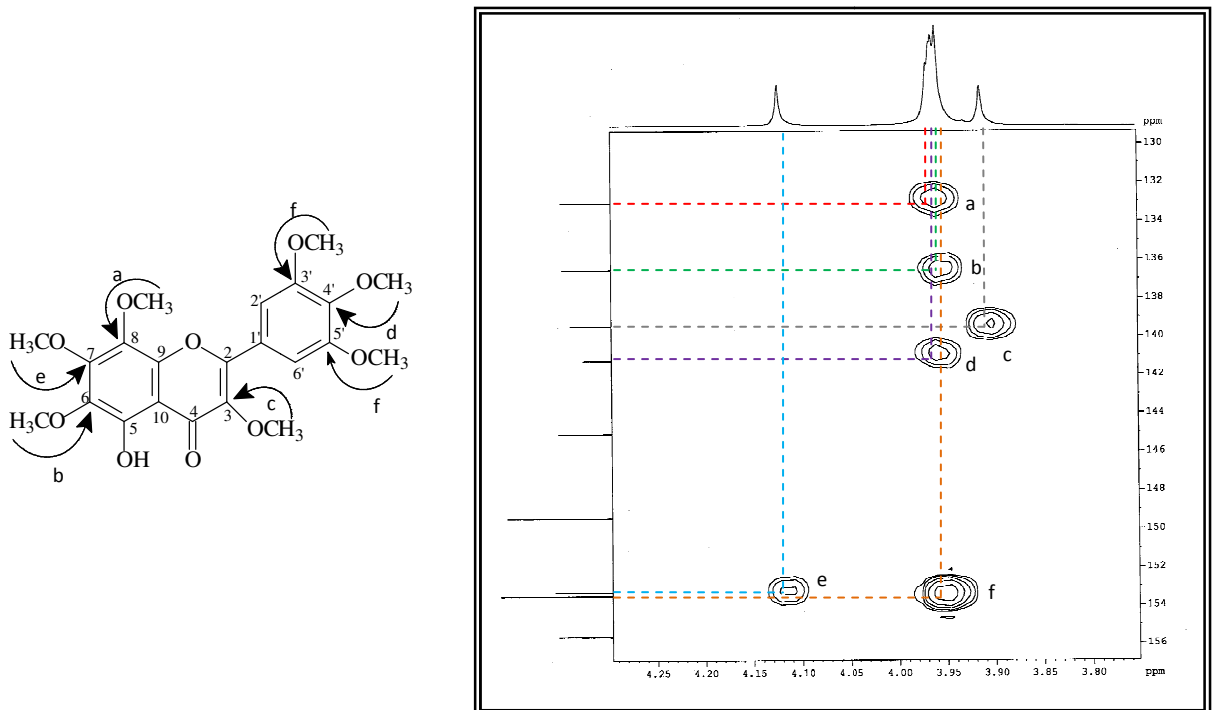 f
OCH3
a
3'
4'
OCH3
OCH3
2'
8
1'
5'
d
H3CO
7
9
O
2
6'
OCH3
e
f
6
10
4
3
c
H3CO
5
OCH3
b
OH
O
ppm
130
132
a
134
136
b
138
140
c
d
142
144
146
148
150
152
e
f
154
156
4.25 4.20 4.15 4.10 4.05 4.00 3.95 3.90 3.85 3.80 ppm